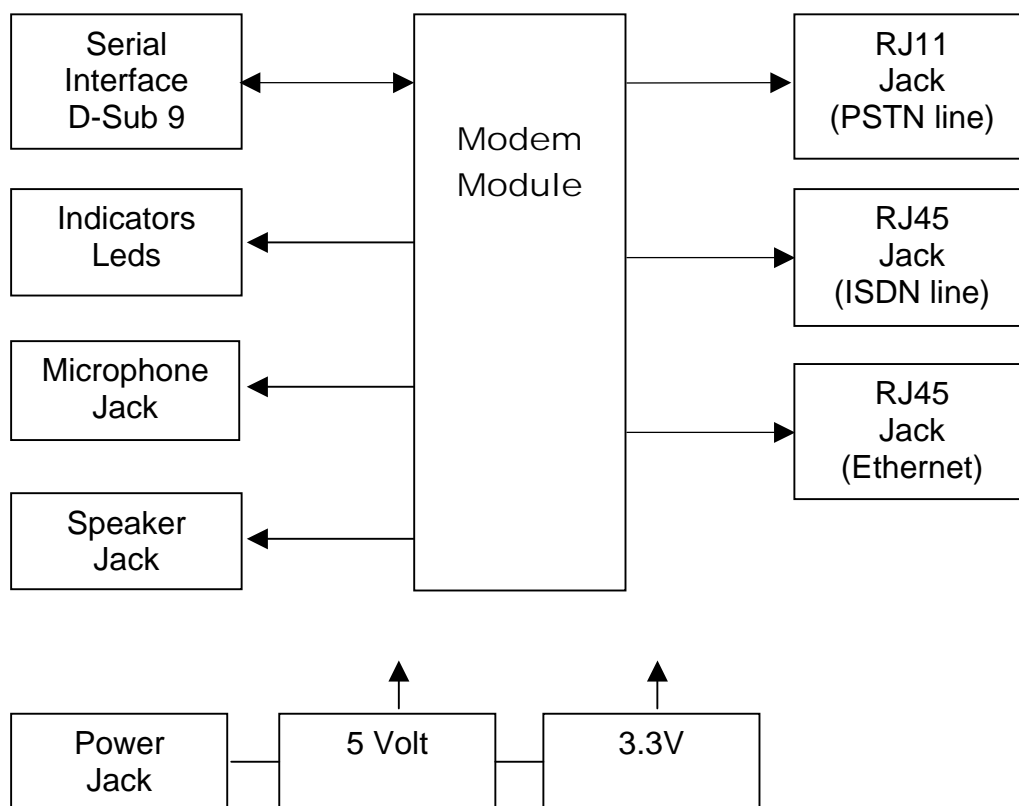 Serial
Interface
D-Sub 9
Indicators
Leds
Microphone
Jack
Speaker
Jack
Modem
Module
RJ11
Jack
(PSTN line)
RJ45
Jack
(ISDN line)
RJ45
Jack
(Ethernet)
Power
Jack
5 Volt
3.3V